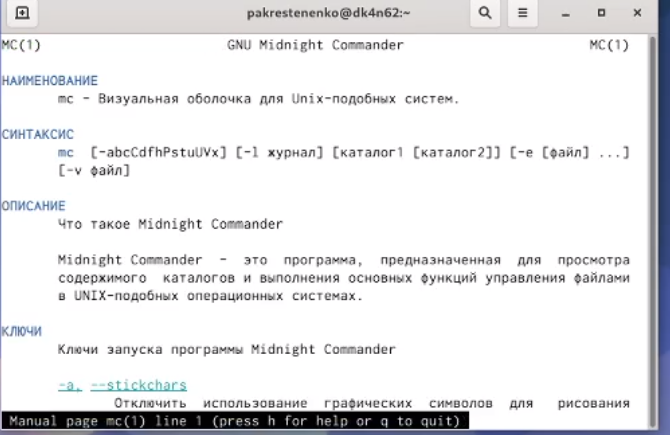 pakrestenenko@dk4n62:~
MC(1) GNU Midnight Commander MC(1)
НАИМЕНОВАНИЕ
mc - Визуальная оболочка для Unix-подобных систем.
СИНТАКСИС
mc [-abcCdfhPstuUVx] [-l журнал] [каталог1 [каталог2]] [-e [файл] ...]
[-v файл]
ОПИСАНИЕ
Что такое Midnight Commander
Midnight Commander - это программа, предназначенная для просмотра
содержимого каталогов и выполнения основных функций управления файлами
в UNIX-подобных операционных системах.
КЛЮЧИ
Ключи запуска программы Midnight Commander
-a, --stickchars
Отключить использование графических символов для рисования
Manual page mc(1) line 1 (press h for help or q to quit)